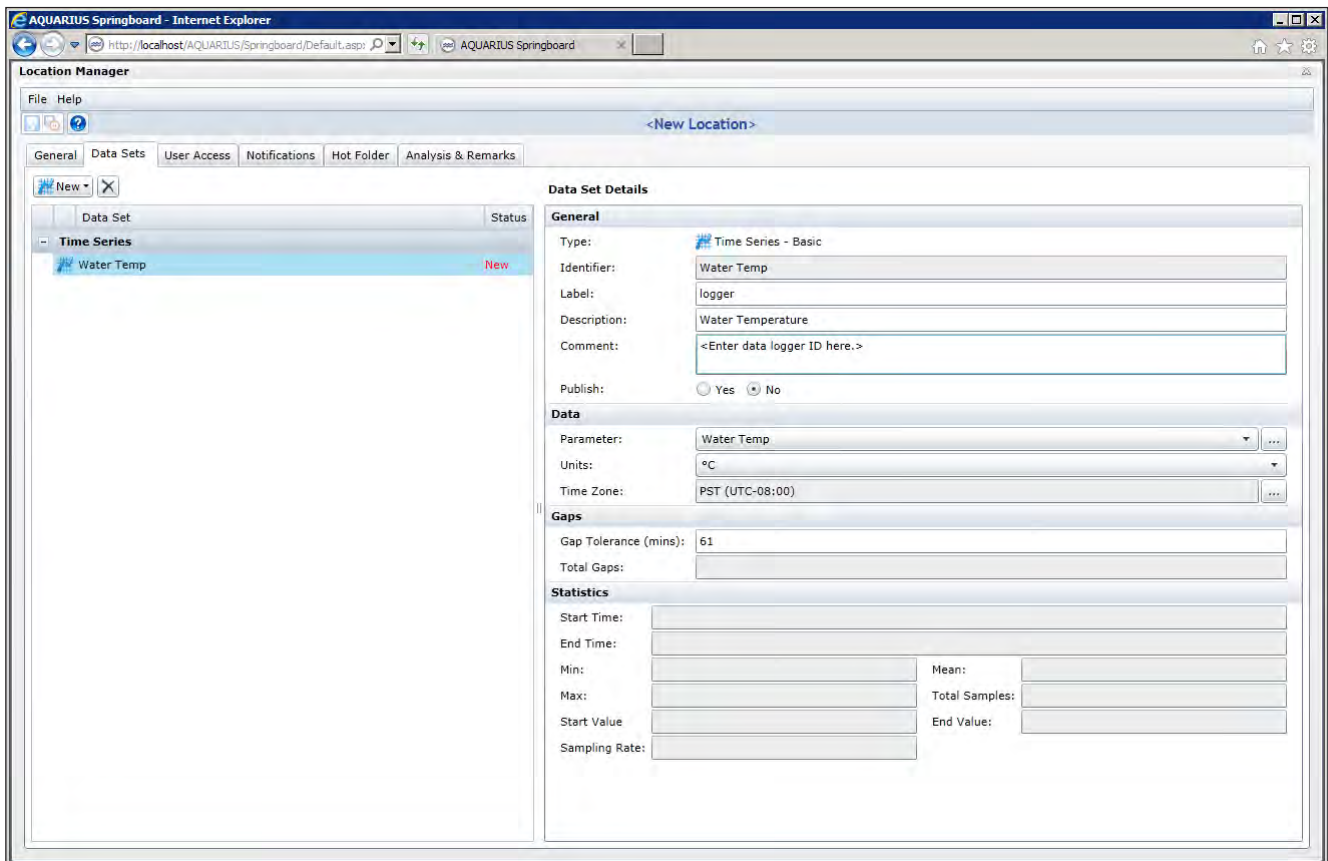 AQUARIUS Springboard - Internet Explorer
http://localhost/AQUARIUS/Springboard/Default.asp:
AQUARIUS Springboard
Location Manager
File Help
<New Location>
General Data Sets User Access Notifications Hot Folder Analysis & Remarks
New
Data Set Details
Data Set Status
General
Time Series
Type: Time Series - Basic
Water Temp New
Identifier: Water Temp
Label: logger
Description: Water Temperature
Comment: <Enter data logger ID here.>
Publish: Yes No
Data
Parameter: Water Temp ...
Units: °C
Time Zone: PST (UTC-08:00) ...
Gaps
Gap Tolerance (mins): 61
Total Gaps:
Statistics
Start Time:
End Time:
Min: Mean:
Max: Total Samples:
Start Value End Value:
Sampling Rate: